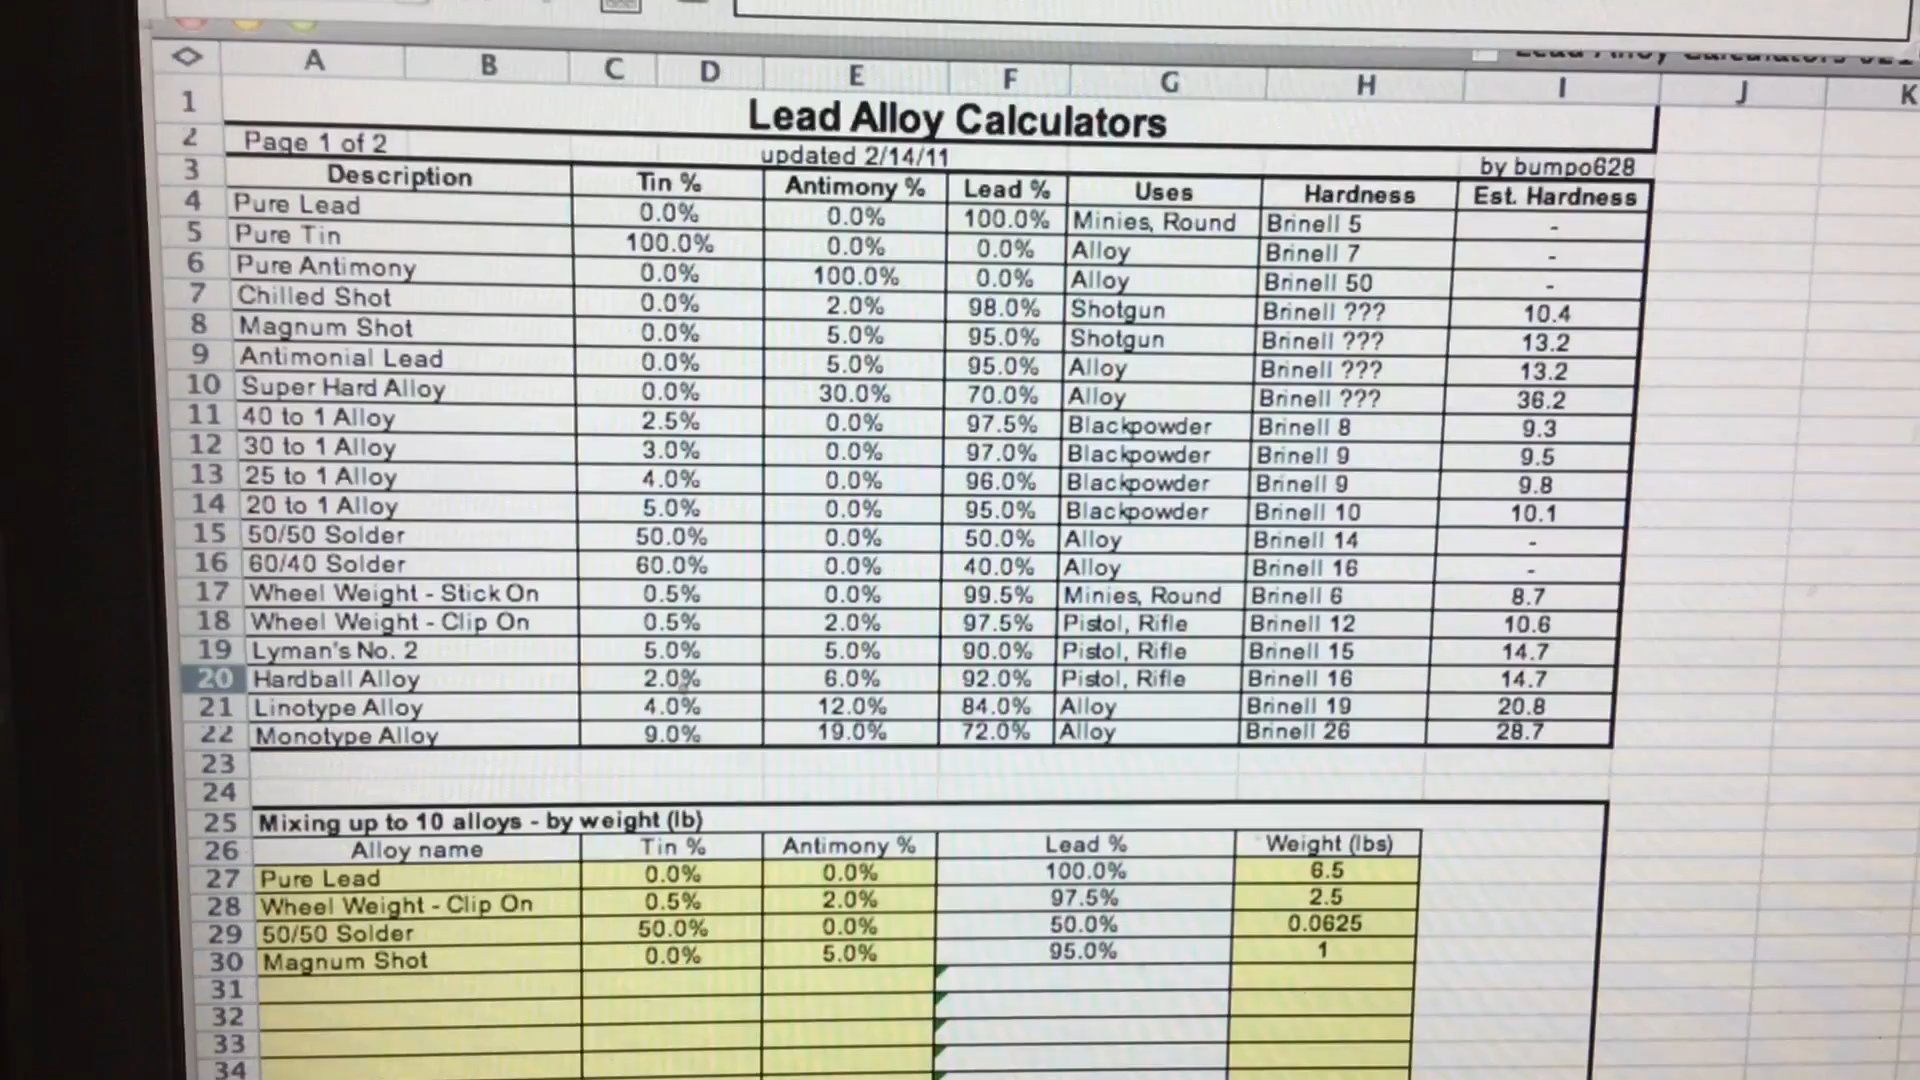 Lead Alloy Calculators
A B C D E F G H I J K
1 Lead Alloy Calculators
2 Page 1 of 2 updated 2/14/11 by bumpo628
3 Description Tin % Antimony % Lead % Uses Hardness Est. Hardness
4 Pure Lead 0.0% 0.0% 100.0% Minies, Round Brinell 5 -
5 Pure Tin 100.0% 0.0% 0.0% Alloy Brinell 7 -
6 Pure Antimony 0.0% 100.0% 0.0% Alloy Brinell 50 -
7 Chilled Shot 0.0% 2.0% 98.0% Shotgun Brinell ??? 10.4
8 Magnum Shot 0.0% 5.0% 95.0% Shotgun Brinell ??? 13.2
9 Antimonial Lead 0.0% 5.0% 95.0% Alloy Brinell ??? 13.2
10 Super Hard Alloy 0.0% 30.0% 70.0% Alloy Brinell ??? 36.2
11 40 to 1 Alloy 2.5% 0.0% 97.5% Blackpowder Brinell 8 9.3
12 30 to 1 Alloy 3.0% 0.0% 97.0% Blackpowder Brinell 9 9.5
13 25 to 1 Alloy 4.0% 0.0% 96.0% Blackpowder Brinell 9 9.8
14 20 to 1 Alloy 5.0% 0.0% 95.0% Blackpowder Brinell 10 10.1
15 50/50 Solder 50.0% 0.0% 50.0% Alloy Brinell 14 -
16 60/40 Solder 60.0% 0.0% 40.0% Alloy Brinell 16 -
17 Wheel Weight - Stick On 0.5% 0.0% 99.5% Minies, Round Brinell 6 8.7
18 Wheel Weight - Clip On 0.5% 2.0% 97.5% Pistol, Rifle Brinell 12 10.6
19 Lyman's No. 2 5.0% 5.0% 90.0% Pistol, Rifle Brinell 15 14.7
20 Hardball Alloy 2.0% 6.0% 92.0% Pistol, Rifle Brinell 16 14.7
21 Linotype Alloy 4.0% 12.0% 84.0% Alloy Brinell 19 20.8
22 Monotype Alloy 9.0% 19.0% 72.0% Alloy Brinell 26 28.7
23
24
25 Mixing up to 10 alloys - by weight (lb)
26 Alloy name Tin % Antimony % Lead % Weight (lbs)
27 Pure Lead 0.0% 0.0% 100.0% 6.5
28 Wheel Weight - Clip On 0.5% 2.0% 97.5% 2.5
29 50/50 Solder 50.0% 0.0% 50.0% 0.0625
30 Magnum Shot 0.0% 5.0% 95.0% 1
31
32
33
34